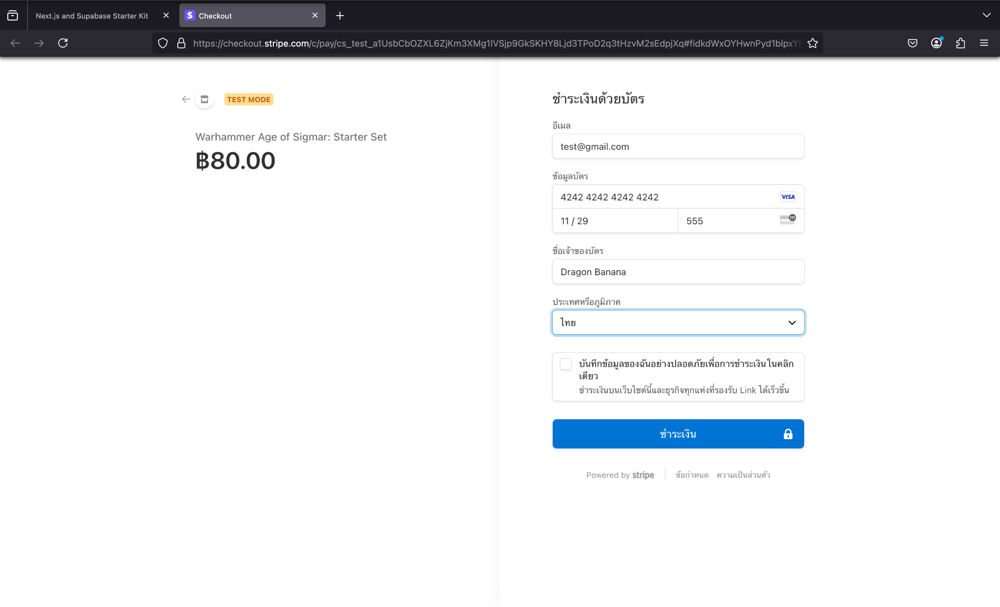 Next.js and Supabase Starter Kit
Checkout
https://checkout.stripe.com/c/pay/cs_test_a1UsbCbOZXL6ZjKm3XMg1IVSjp9GkSKHY8Ljd3TPoD2q3tHzvM2sEdpjXq#fidkdWxOYHwnPyd1blpxYH
TEST MODE
Warhammer Age of Sigmar: Starter Set
฿80.00
ชำระเงินด้วยบัตร
อีเมล
test@gmail.com
ข้อมูลบัตร
4242 4242 4242 4242
VISA
11 / 29
555
135
ชื่อเจ้าของบัตร
Dragon Banana
ประเทศหรือภูมิภาค
ไทย
บันทึกข้อมูลของฉันอย่างปลอดภัยเพื่อการชำระเงินในคลิก
เดียว
ชำระเงินบนเว็บไซต์นี้และธุรกิจทุกแห่งที่รองรับ Link ได้เร็วขึ้น
ชำระเงิน
Powered by stripe
ข้อกำหนด ความเป็นส่วนตัว